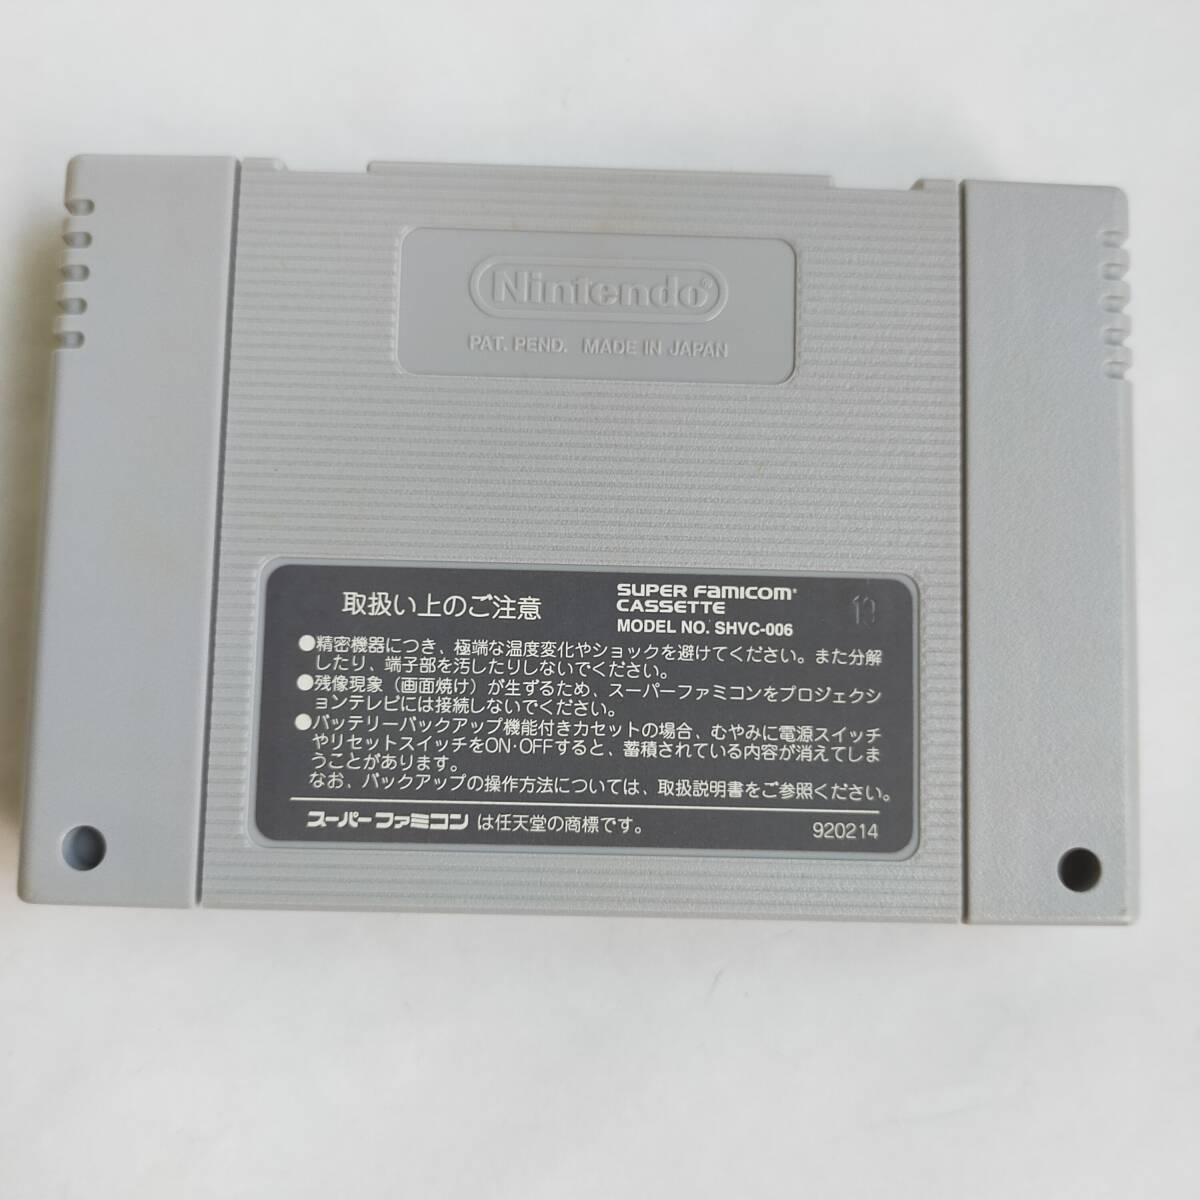 Nintendo®
PAT. PEND. MADE IN JAPAN
取扱い上のご注意
SUPER FAMICOM
CASSETTE
MODEL NO. SHVC-006
●精密機器につき、極端な温度変化やショックを避けてください。また分解
したり、端子部を汚したりしないでください。
●残像現象(画面焼け)が生ずるため、スーパーファミコンをプロジェクシ
ョンテレビには接続しないでください。
●バッテリーバックアップ機能付きカセットの場合、むやみに電源スイッチ
やリセットスイッチをON·OFFすると、蓄積されている内容が消えてしま
うことがあります。
なお、バックアップの操作方法については、取扱説明書をご参照ください。
スーパーファミコン は任天堂の商標です。
920214